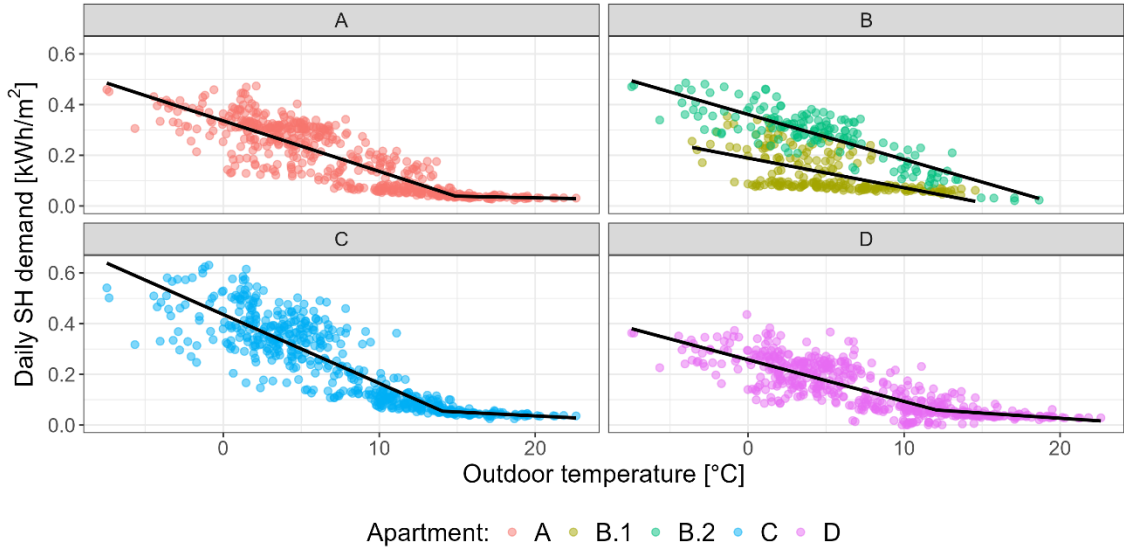 A
B
0.6
0.4
0.2
0.0
C
D
0.6
0.4
0.2
0.0
Daily SH demand [kWh/m²]
0 10 20 0 10 20
Outdoor temperature [°C]
Apartment: A B.1 B.2 C D